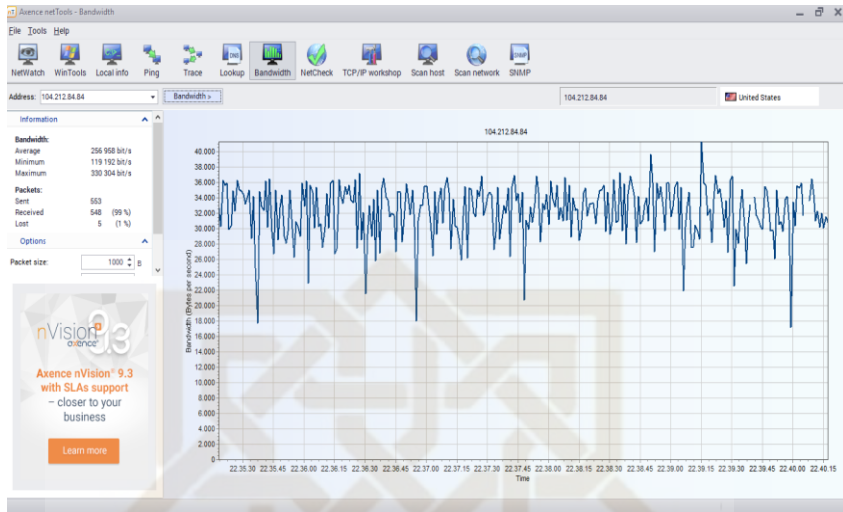 Axence netTools - Bandwidth
File Tools Help
NetWatch WinTools Local info Ping Trace Lookup Bandwidth NetCheck TCP/IP workshop Scan host Scan network SNMP
Address: 104.212.84.84 Bandwidth » 104.212.84.84 United States
Information
Bandwidth:
Average 256 958 bit/s
Minimum 119 192 bit/s
Maximum 330 304 bit/s
Packets:
Sent 553
Received 548 (99 %)
Lost 5 (1 %)
Options
Packet size: 1000 B
nVision 9.3
axence
Axence nVision® 9.3
with SLAs support
– closer to your
business
Learn more
104.212.84.84
40.000
38.000
36.000
34.000
32.000
30.000
28.000
26.000
24.000
22.000
20.000
18.000
16.000
14.000
12.000
10.000
8.000
6.000
4.000
2.000
0
Bandwidth (Bytes per second)
22.35.30 22.35.45 22.36.00 22.36.15 22.36.30 22.36.45 22.37.00 22.37.15 22.37.30 22.37.45 22.38.00 22.38.15 22.38.30 22.38.45 22.39.00 22.39.15 22.39.30 22.39.45 22.40.00 22.40.15
Time